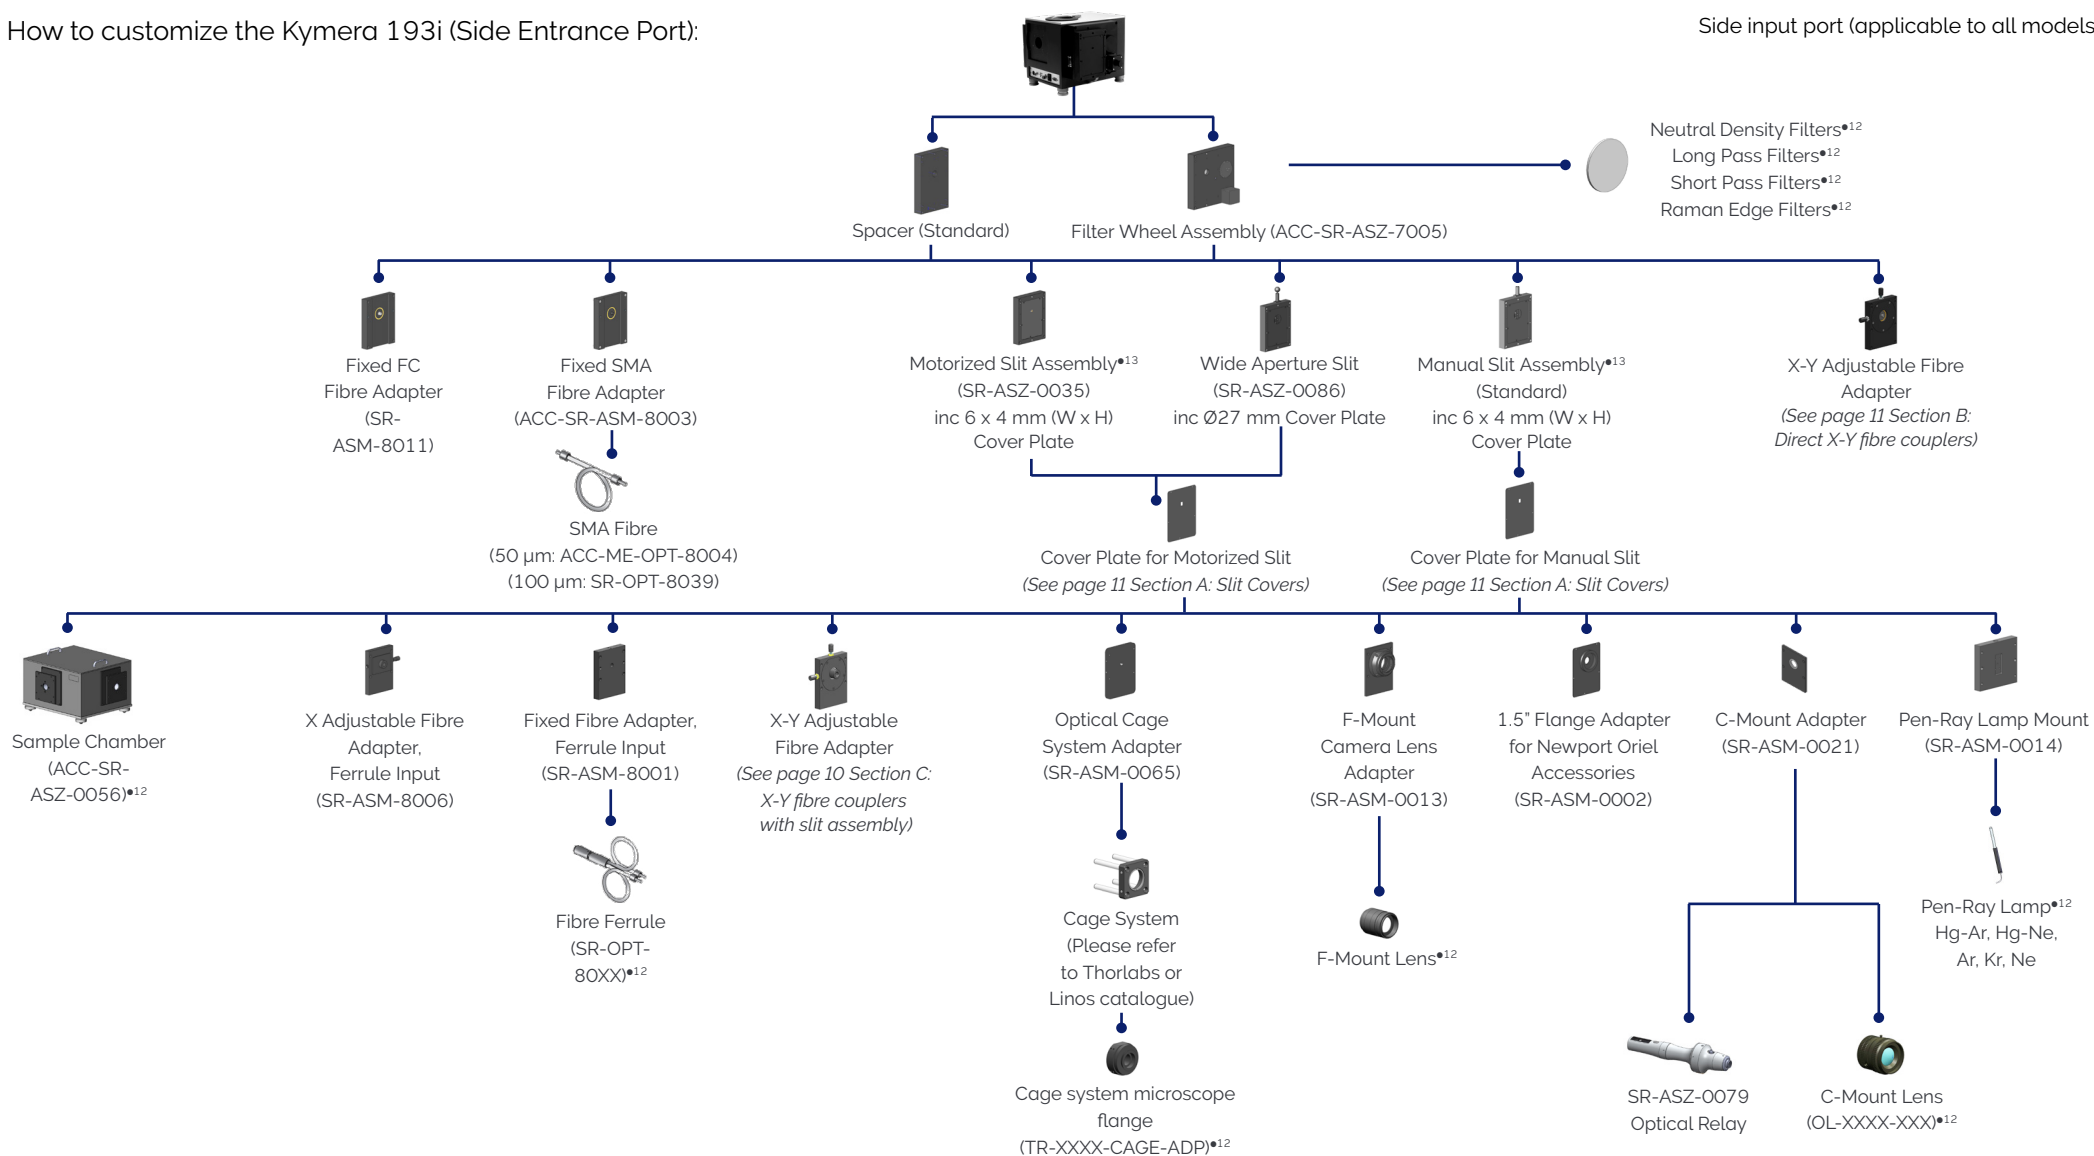 How to customize the Kymera 193i (Side Entrance Port):
Side input port (applicable to all models
Neutral Density Filters●12
Long Pass Filters●12
Short Pass Filters●12
Raman Edge Filters●12
Spacer (Standard)
Filter Wheel Assembly (ACC-SR-ASZ-7005)
Fixed FC
Fibre Adapter
(SR-
ASM-8011)
Fixed SMA
Fibre Adapter
(ACC-SR-ASM-8003)
Motorized Slit Assembly●13
(SR-ASZ-0035)
inc 6 x 4 mm (W x H)
Cover Plate
Wide Aperture Slit
(SR-ASZ-0086)
inc Ø27 mm Cover Plate
Manual Slit Assembly●13
(Standard)
inc 6 x 4 mm (W x H)
Cover Plate
X-Y Adjustable Fibre
Adapter
(See page 11 Section B:
Direct X-Y fibre couplers)
SMA Fibre
(50 µm: ACC-ME-OPT-8004)
(100 µm: SR-OPT-8039)
Cover Plate for Motorized Slit
(See page 11 Section A: Slit Covers)
Cover Plate for Manual Slit
(See page 11 Section A: Slit Covers)
Sample Chamber
(ACC-SR-
ASZ-0056)●12
X Adjustable Fibre
Adapter,
Ferrule Input
(SR-ASM-8006)
Fixed Fibre Adapter,
Ferrule Input
(SR-ASM-8001)
X-Y Adjustable
Fibre Adapter
(See page 10 Section C:
X-Y fibre couplers
with slit assembly)
Optical Cage
System Adapter
(SR-ASM-0065)
F-Mount
Camera Lens
Adapter
(SR-ASM-0013)
1.5" Flange Adapter
for Newport Oriel
Accessories
(SR-ASM-0002)
C-Mount Adapter
(SR-ASM-0021)
Pen-Ray Lamp Mount
(SR-ASM-0014)
Fibre Ferrule
(SR-OPT-
80XX)●12
Cage System
(Please refer
to Thorlabs or
Linos catalogue)
F-Mount Lens●12
Pen-Ray Lamp●12
Hg-Ar, Hg-Ne,
Ar, Kr, Ne
Cage system microscope
flange
(TR-XXXX-CAGE-ADP)●12
SR-ASZ-0079
Optical Relay
C-Mount Lens
(OL-XXXX-XXX)●12